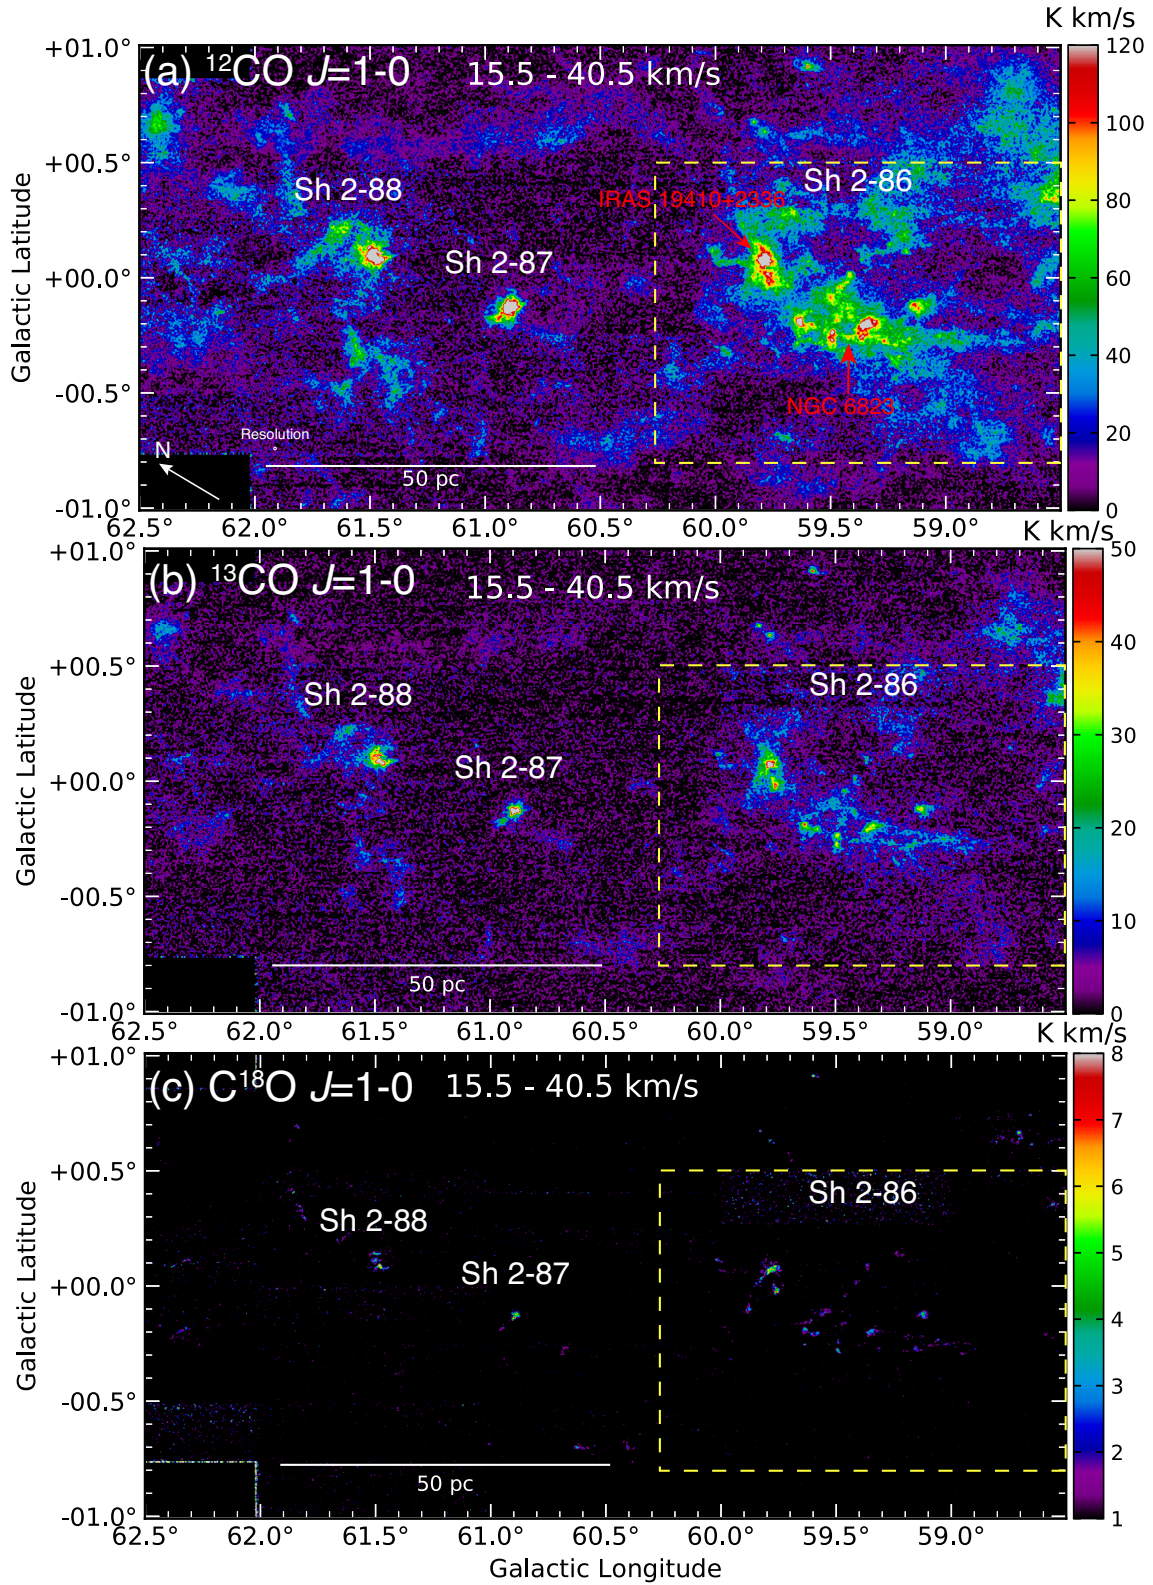 K km/s
(a) ¹²CO J=1-0 15.5 - 40.5 km/s
+01.0°
+00.5°
+00.0°
-00.5°
-01.0°
Galactic Latitude
Sh 2-88
Sh 2-87
Sh 2-86
IRAS 19410+2336
NGC 6823
Resolution
N
50 pc
62.5° 62.0° 61.5° 61.0° 60.5° 60.0° 59.5° 59.0°
120
100
80
60
40
20
0
K km/s
(b) ¹³CO J=1-0 15.5 - 40.5 km/s
+01.0°
+00.5°
+00.0°
-00.5°
-01.0°
Galactic Latitude
Sh 2-88
Sh 2-87
Sh 2-86
50 pc
62.5° 62.0° 61.5° 61.0° 60.5° 60.0° 59.5° 59.0°
50
40
30
20
10
0
K km/s
(c) C¹⁸O J=1-0 15.5 - 40.5 km/s
+01.0°
+00.5°
+00.0°
-00.5°
-01.0°
Galactic Latitude
Sh 2-88
Sh 2-87
Sh 2-86
50 pc
62.5° 62.0° 61.5° 61.0° 60.5° 60.0° 59.5° 59.0°
8
7
6
5
4
3
2
1
Galactic Longitude